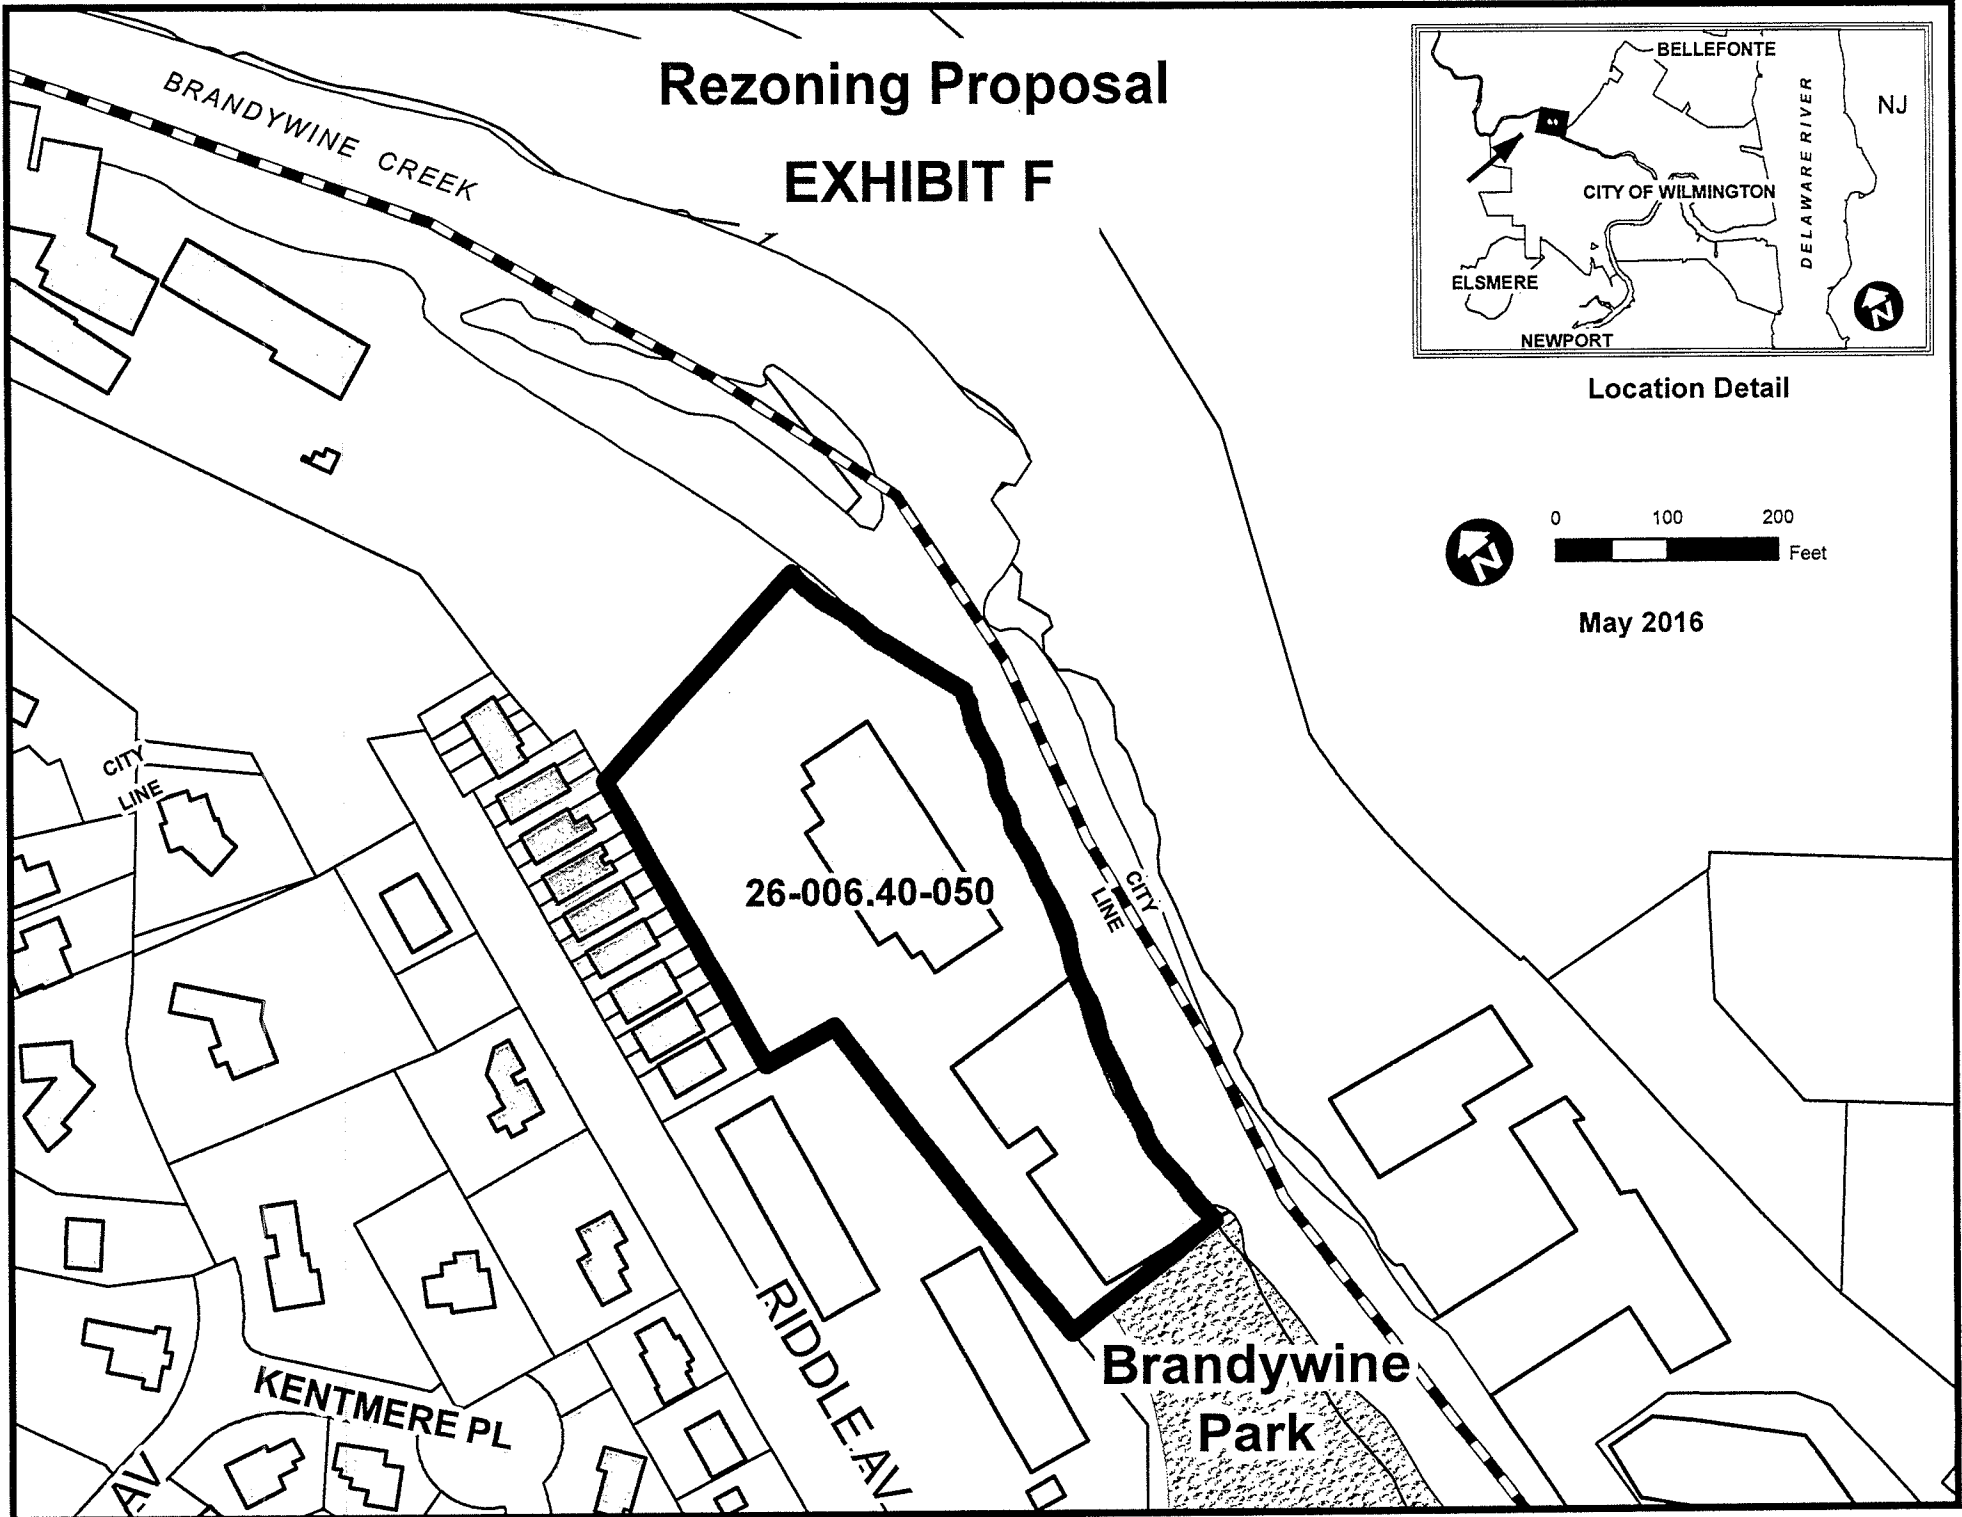 Rezoning Proposal
EXHIBIT F
BRANDYWINE CREEK
BELLEFONTE
NJ
DELAWARE RIVER
CITY OF WILMINGTON
ELSMERE
NEWPORT
N
Location Detail
0 100 200
Feet
N
May 2016
CITY
LINE
26-006.40-050
CITY
LINE
RIDDLE AV
Brandywine
Park
KENTMERE PL
AV